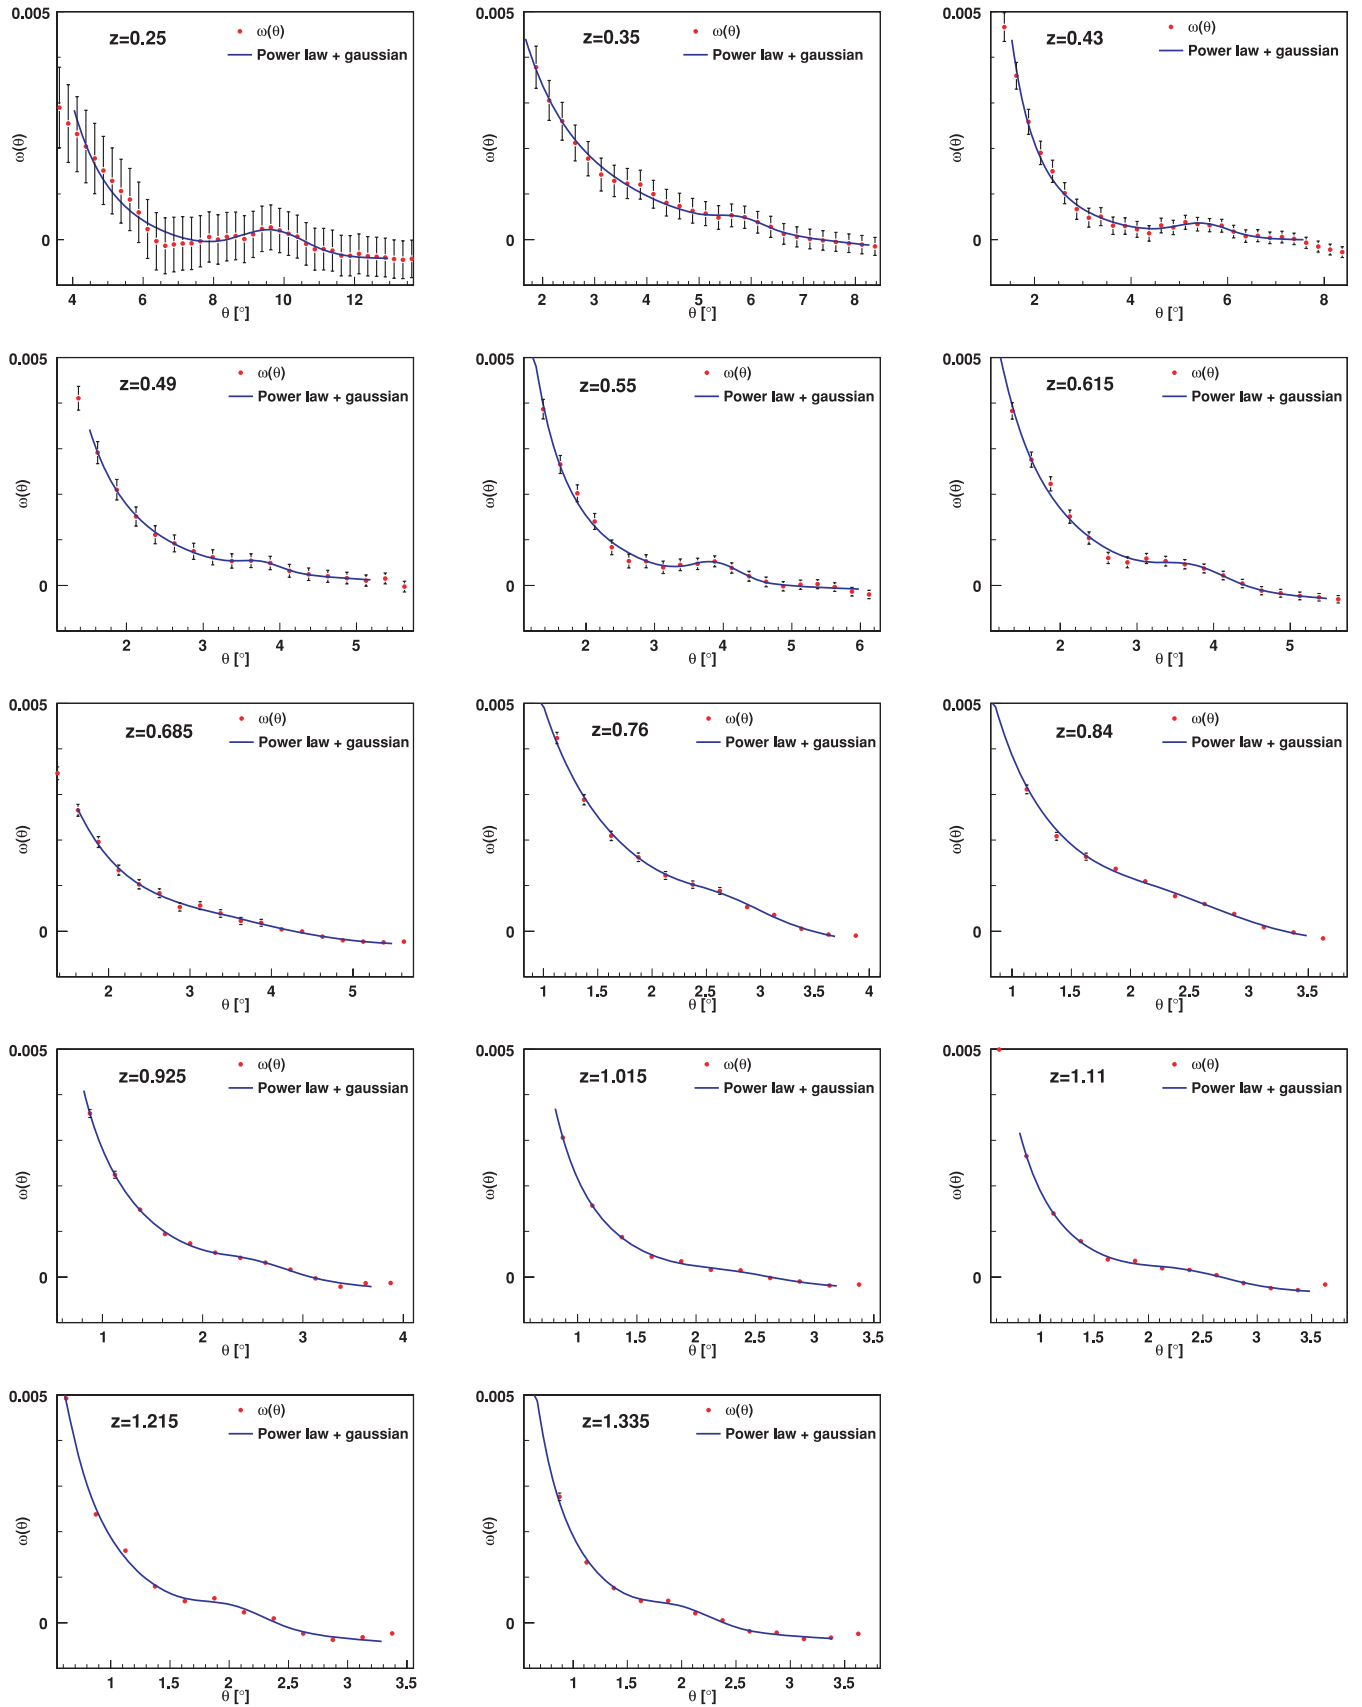 0.005
z=0.25
ω(θ)
Power law + gaussian
ω(θ)
0
4 6 8 10 12
θ [°]
0.005
z=0.35
ω(θ)
Power law + gaussian
ω(θ)
0
2 3 4 5 6 7 8
θ [°]
0.005
z=0.43
ω(θ)
Power law + gaussian
ω(θ)
0
2 4 6 8
θ [°]
0.005
z=0.49
ω(θ)
Power law + gaussian
ω(θ)
0
2 3 4 5
θ [°]
0.005
z=0.55
ω(θ)
Power law + gaussian
ω(θ)
0
2 3 4 5 6
θ [°]
0.005
z=0.615
ω(θ)
Power law + gaussian
ω(θ)
0
2 3 4 5
θ [°]
0.005
z=0.685
ω(θ)
Power law + gaussian
ω(θ)
0
2 3 4 5
θ [°]
0.005
z=0.76
ω(θ)
Power law + gaussian
ω(θ)
0
1 1.5 2 2.5 3 3.5 4
θ [°]
0.005
z=0.84
ω(θ)
Power law + gaussian
ω(θ)
0
1 1.5 2 2.5 3 3.5
θ [°]
0.005
z=0.925
ω(θ)
Power law + gaussian
ω(θ)
0
1 2 3 4
θ [°]
0.005
z=1.015
ω(θ)
Power law + gaussian
ω(θ)
0
1 1.5 2 2.5 3 3.5
θ [°]
0.005
z=1.11
ω(θ)
Power law + gaussian
ω(θ)
0
1 1.5 2 2.5 3 3.5
θ [°]
0.005
z=1.215
ω(θ)
Power law + gaussian
ω(θ)
0
1 1.5 2 2.5 3 3.5
θ [°]
0.005
z=1.335
ω(θ)
Power law + gaussian
ω(θ)
0
1 1.5 2 2.5 3 3.5
θ [°]